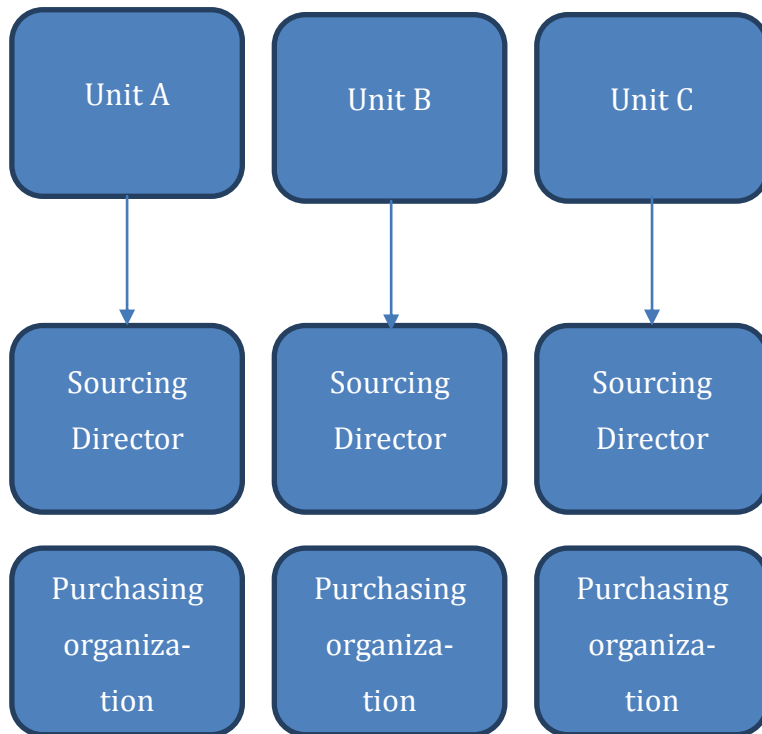 Unit A
Unit B
Unit C
Sourcing
Director
Sourcing
Director
Sourcing
Director
Purchasing
organiza-
tion
Purchasing
organiza-
tion
Purchasing
organiza-
tion